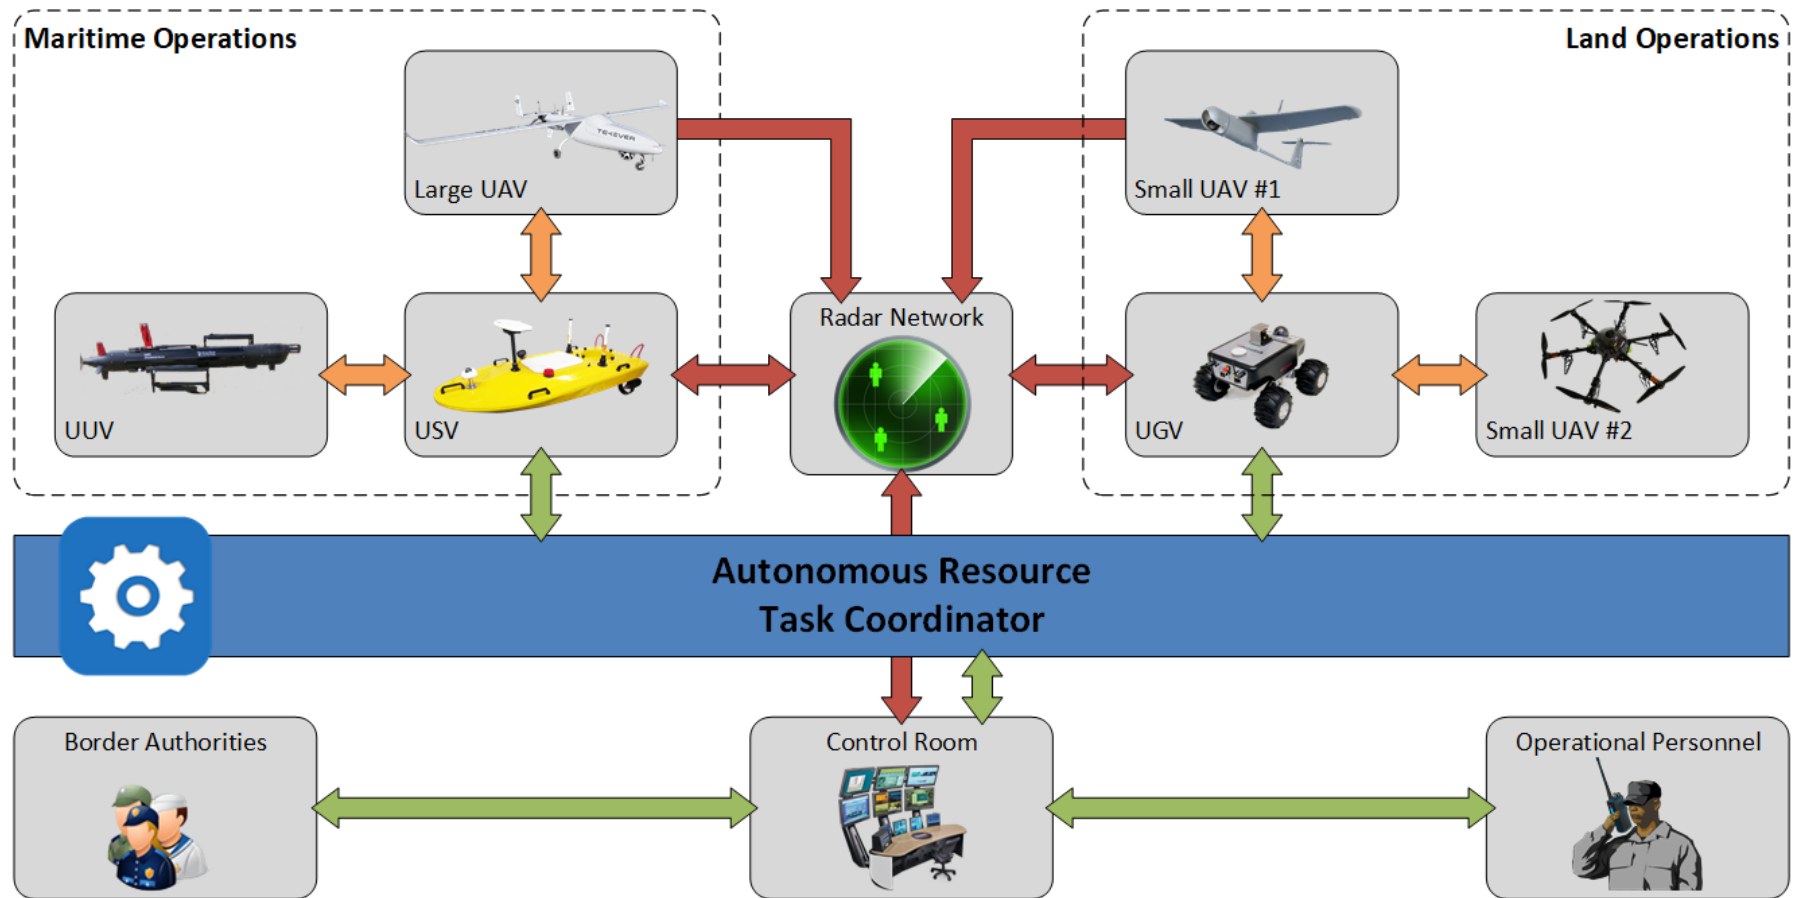 Maritime Operations
Land Operations
TEKEVER
Large UAV
Small UAV #1
Radar Network
UUV
USV
UGV
Small UAV #2
Autonomous Resource
Task Coordinator
Border Authorities
Control Room
Operational Personnel